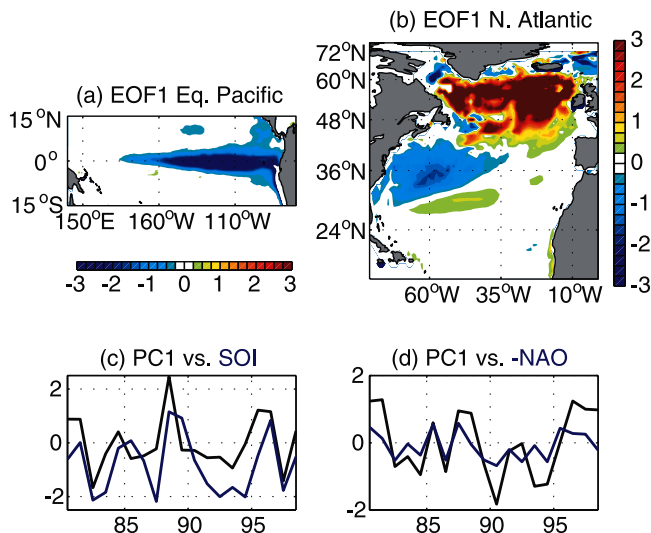 (b) EOF1 N. Atlantic
72°N
60°N
48°N
36°N
24°N
60°W 35°W 10°W
3
2
1
0
-1
-2
-3
(a) EOF1 Eq. Pacific
15°N
0°
15°S
150°E 160°W 110°W
-3 -2 -1 0 1 2 3
(c) PC1 vs. SOI
2
0
-2
85 90 95
(d) PC1 vs. -NAO
2
0
-2
85 90 95